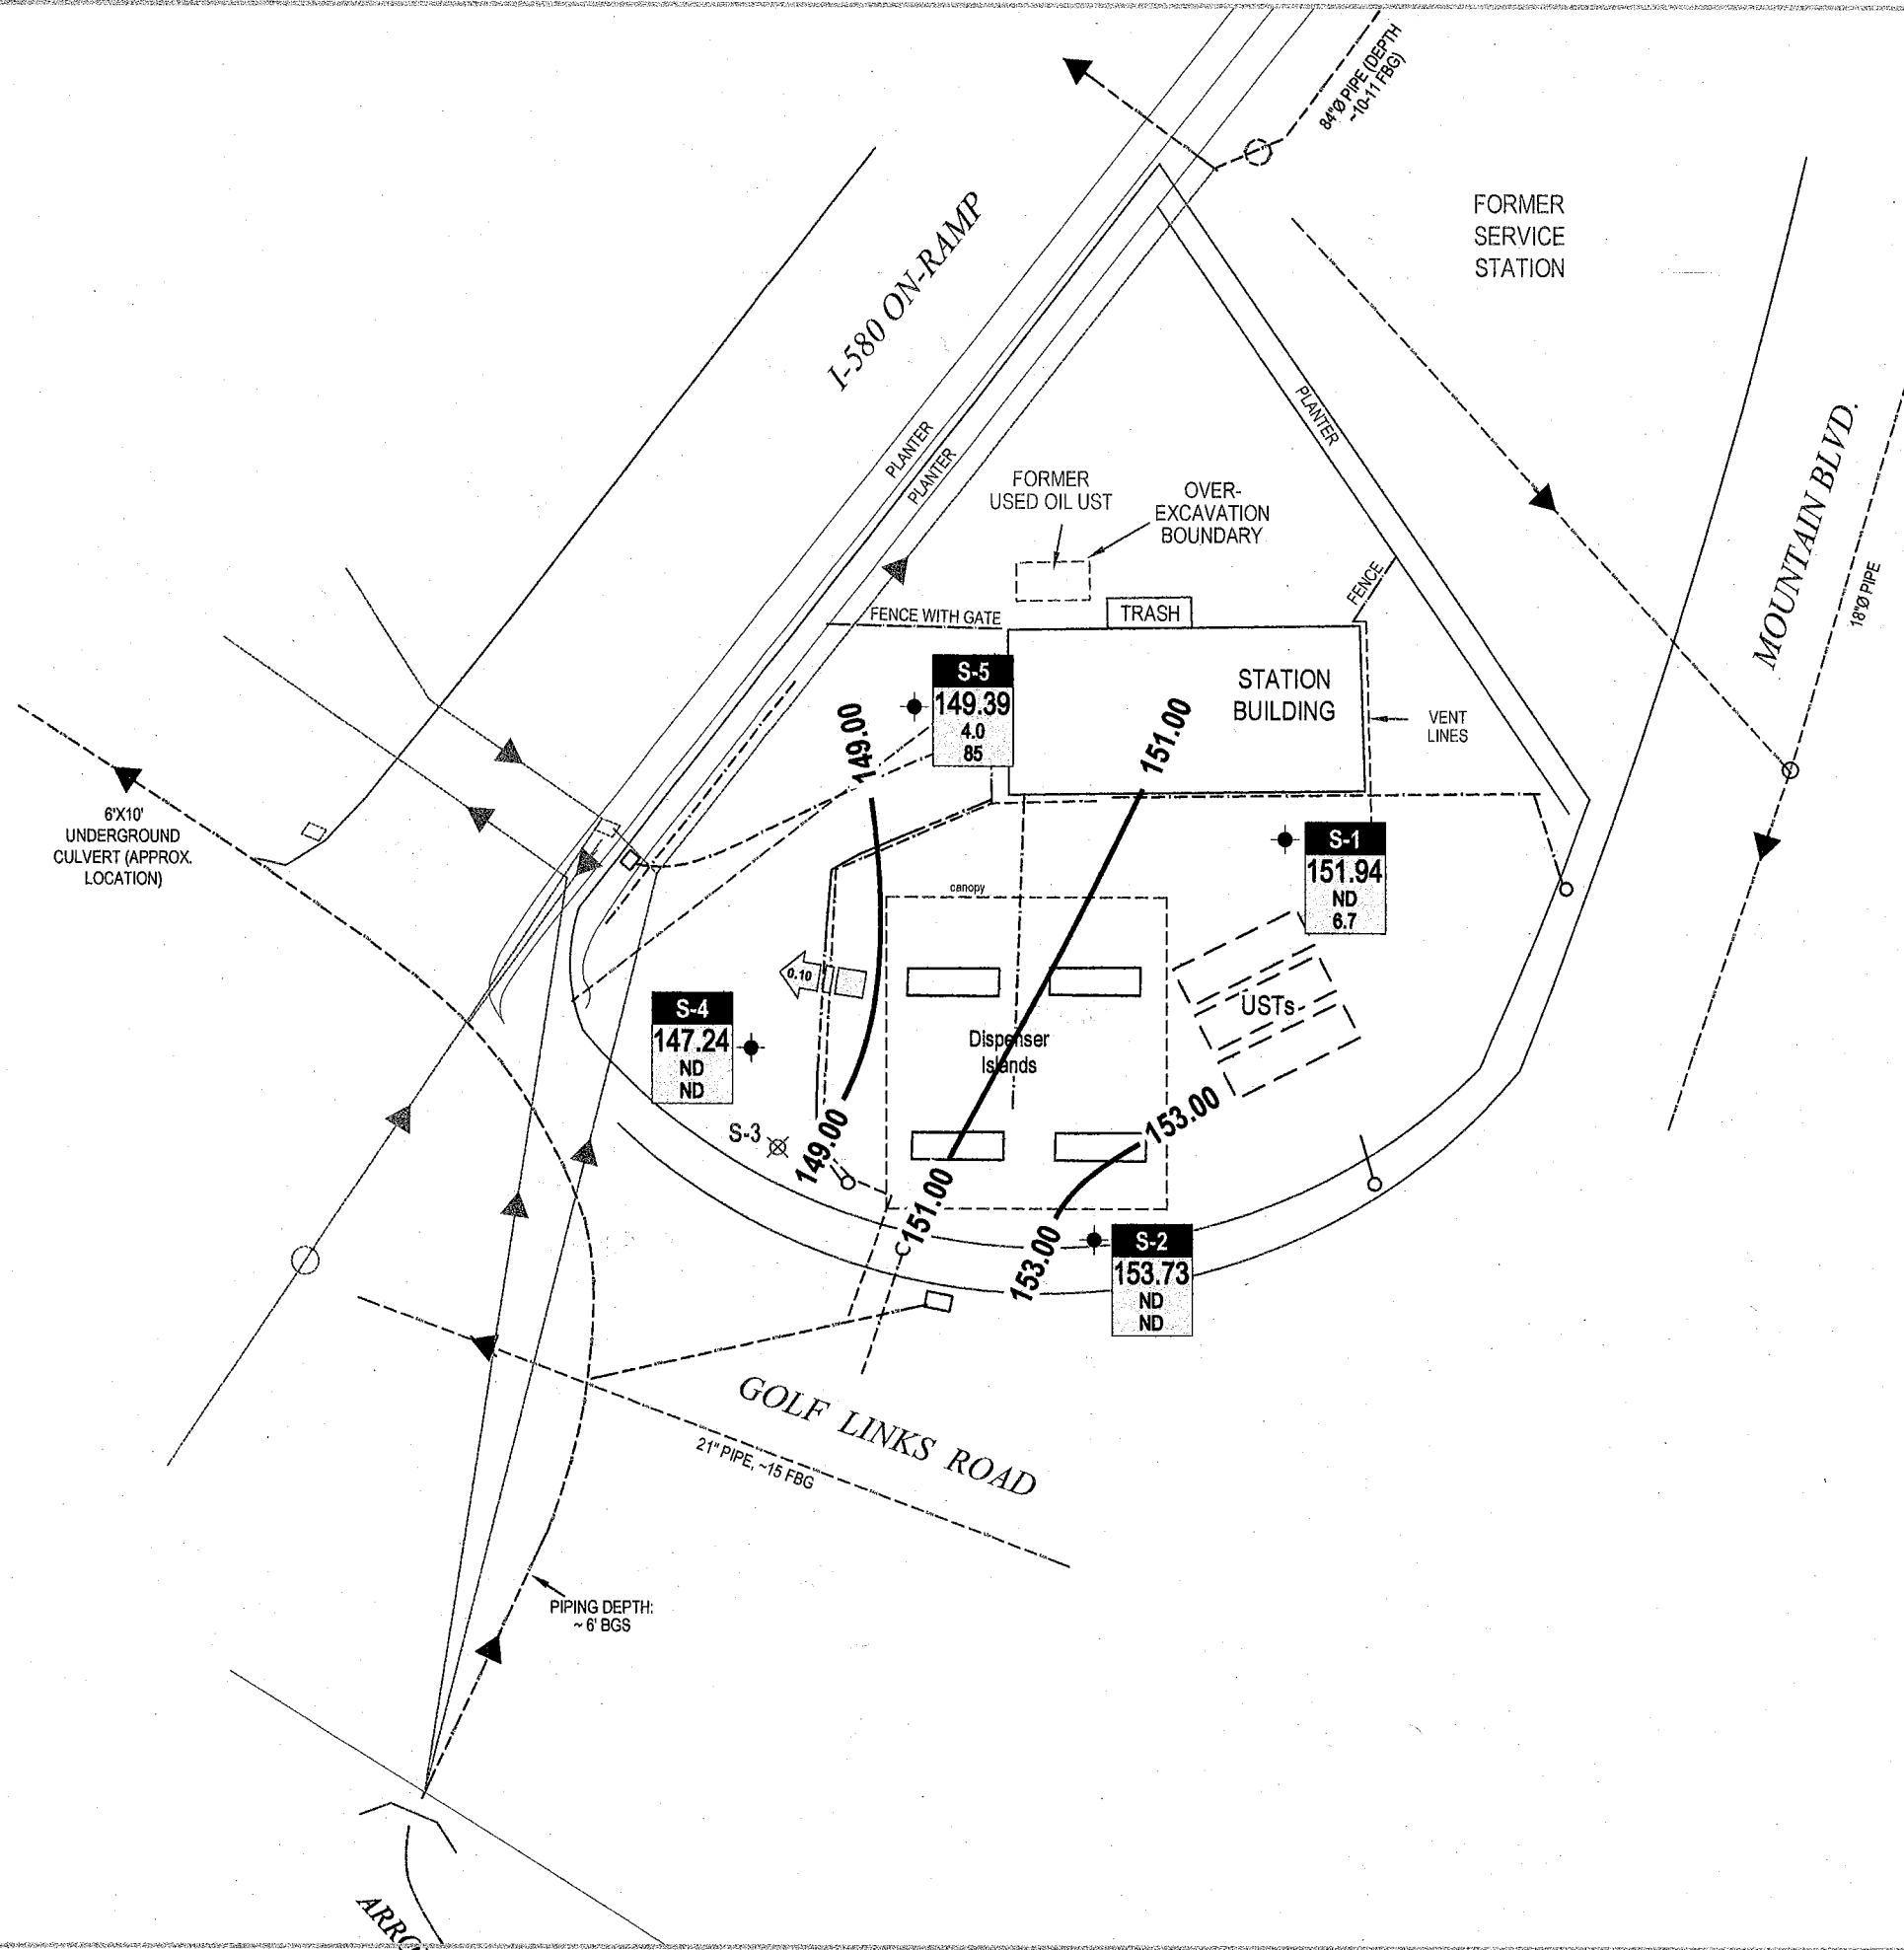 84"Ø PIPE (DEPTH
~10-11 FBG)
FORMER
SERVICE
STATION
I-580 ON-RAMP
PLANTER
PLANTER
PLANTER
MOUNTAIN BLVD.
18"Ø PIPE
FORMER
USED OIL UST
OVER-
EXCAVATION
BOUNDARY
FENCE
FENCE WITH GATE
TRASH
STATION
BUILDING
VENT
LINES
S-5
149.39
4.0
85
149.00
151.00
6'X10'
UNDERGROUND
CULVERT (APPROX.
LOCATION)
S-1
151.94
ND
6.7
canopy
0.10
USTs
S-4
147.24
ND
ND
Dispenser
Islands
S-3
149.00
153.00
151.00
153.00
S-2
153.73
ND
ND
GOLF LINKS ROAD
21" PIPE, ~15 FBG
PIPING DEPTH:
~ 6' BGS